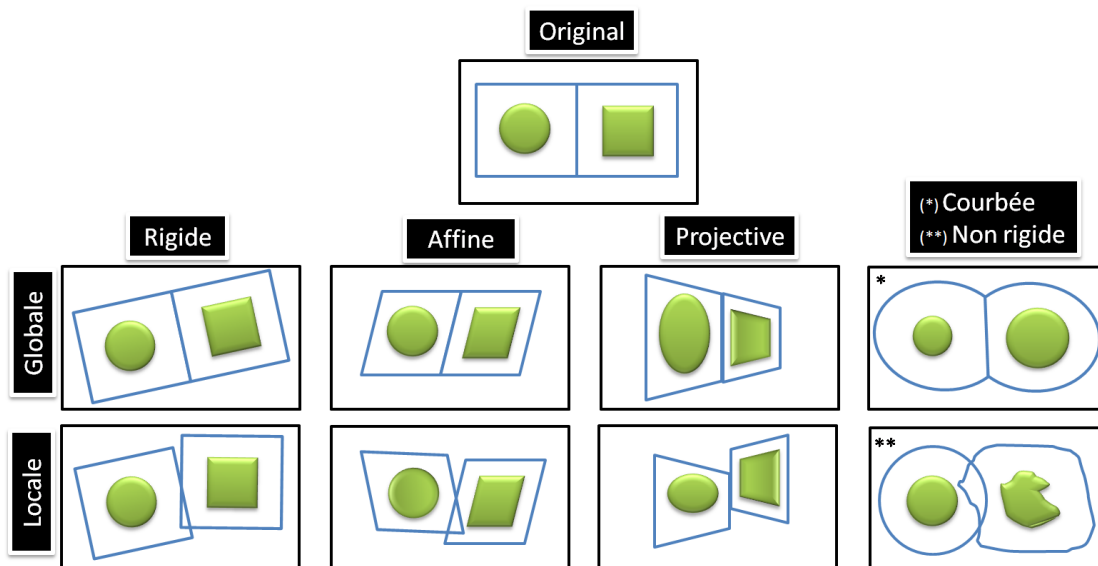 Original
Rigide
Affine
Projective
(*) Courbée
(**) Non rigide
Globale
*
Locale
**